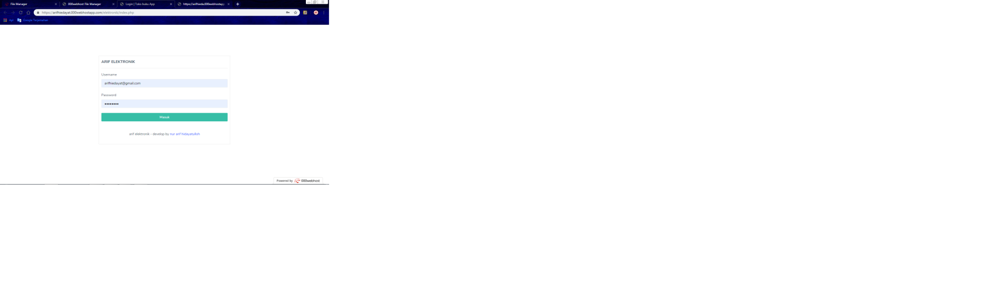 File Manager
000webhost File Manager
Login | Toko buku App
https://arifhieda.000webhostapp
https://arifhiedayat.000webhostapp.com/elektronik/index.php
Apl
Google Terjemahan
ARIF ELEKTRONIK
Username
arifhiedayat@gmail.com
Password
••••••••
Masuk
arif elektronik - develop by nur arif hidayatulloh
Powered by 000webhost